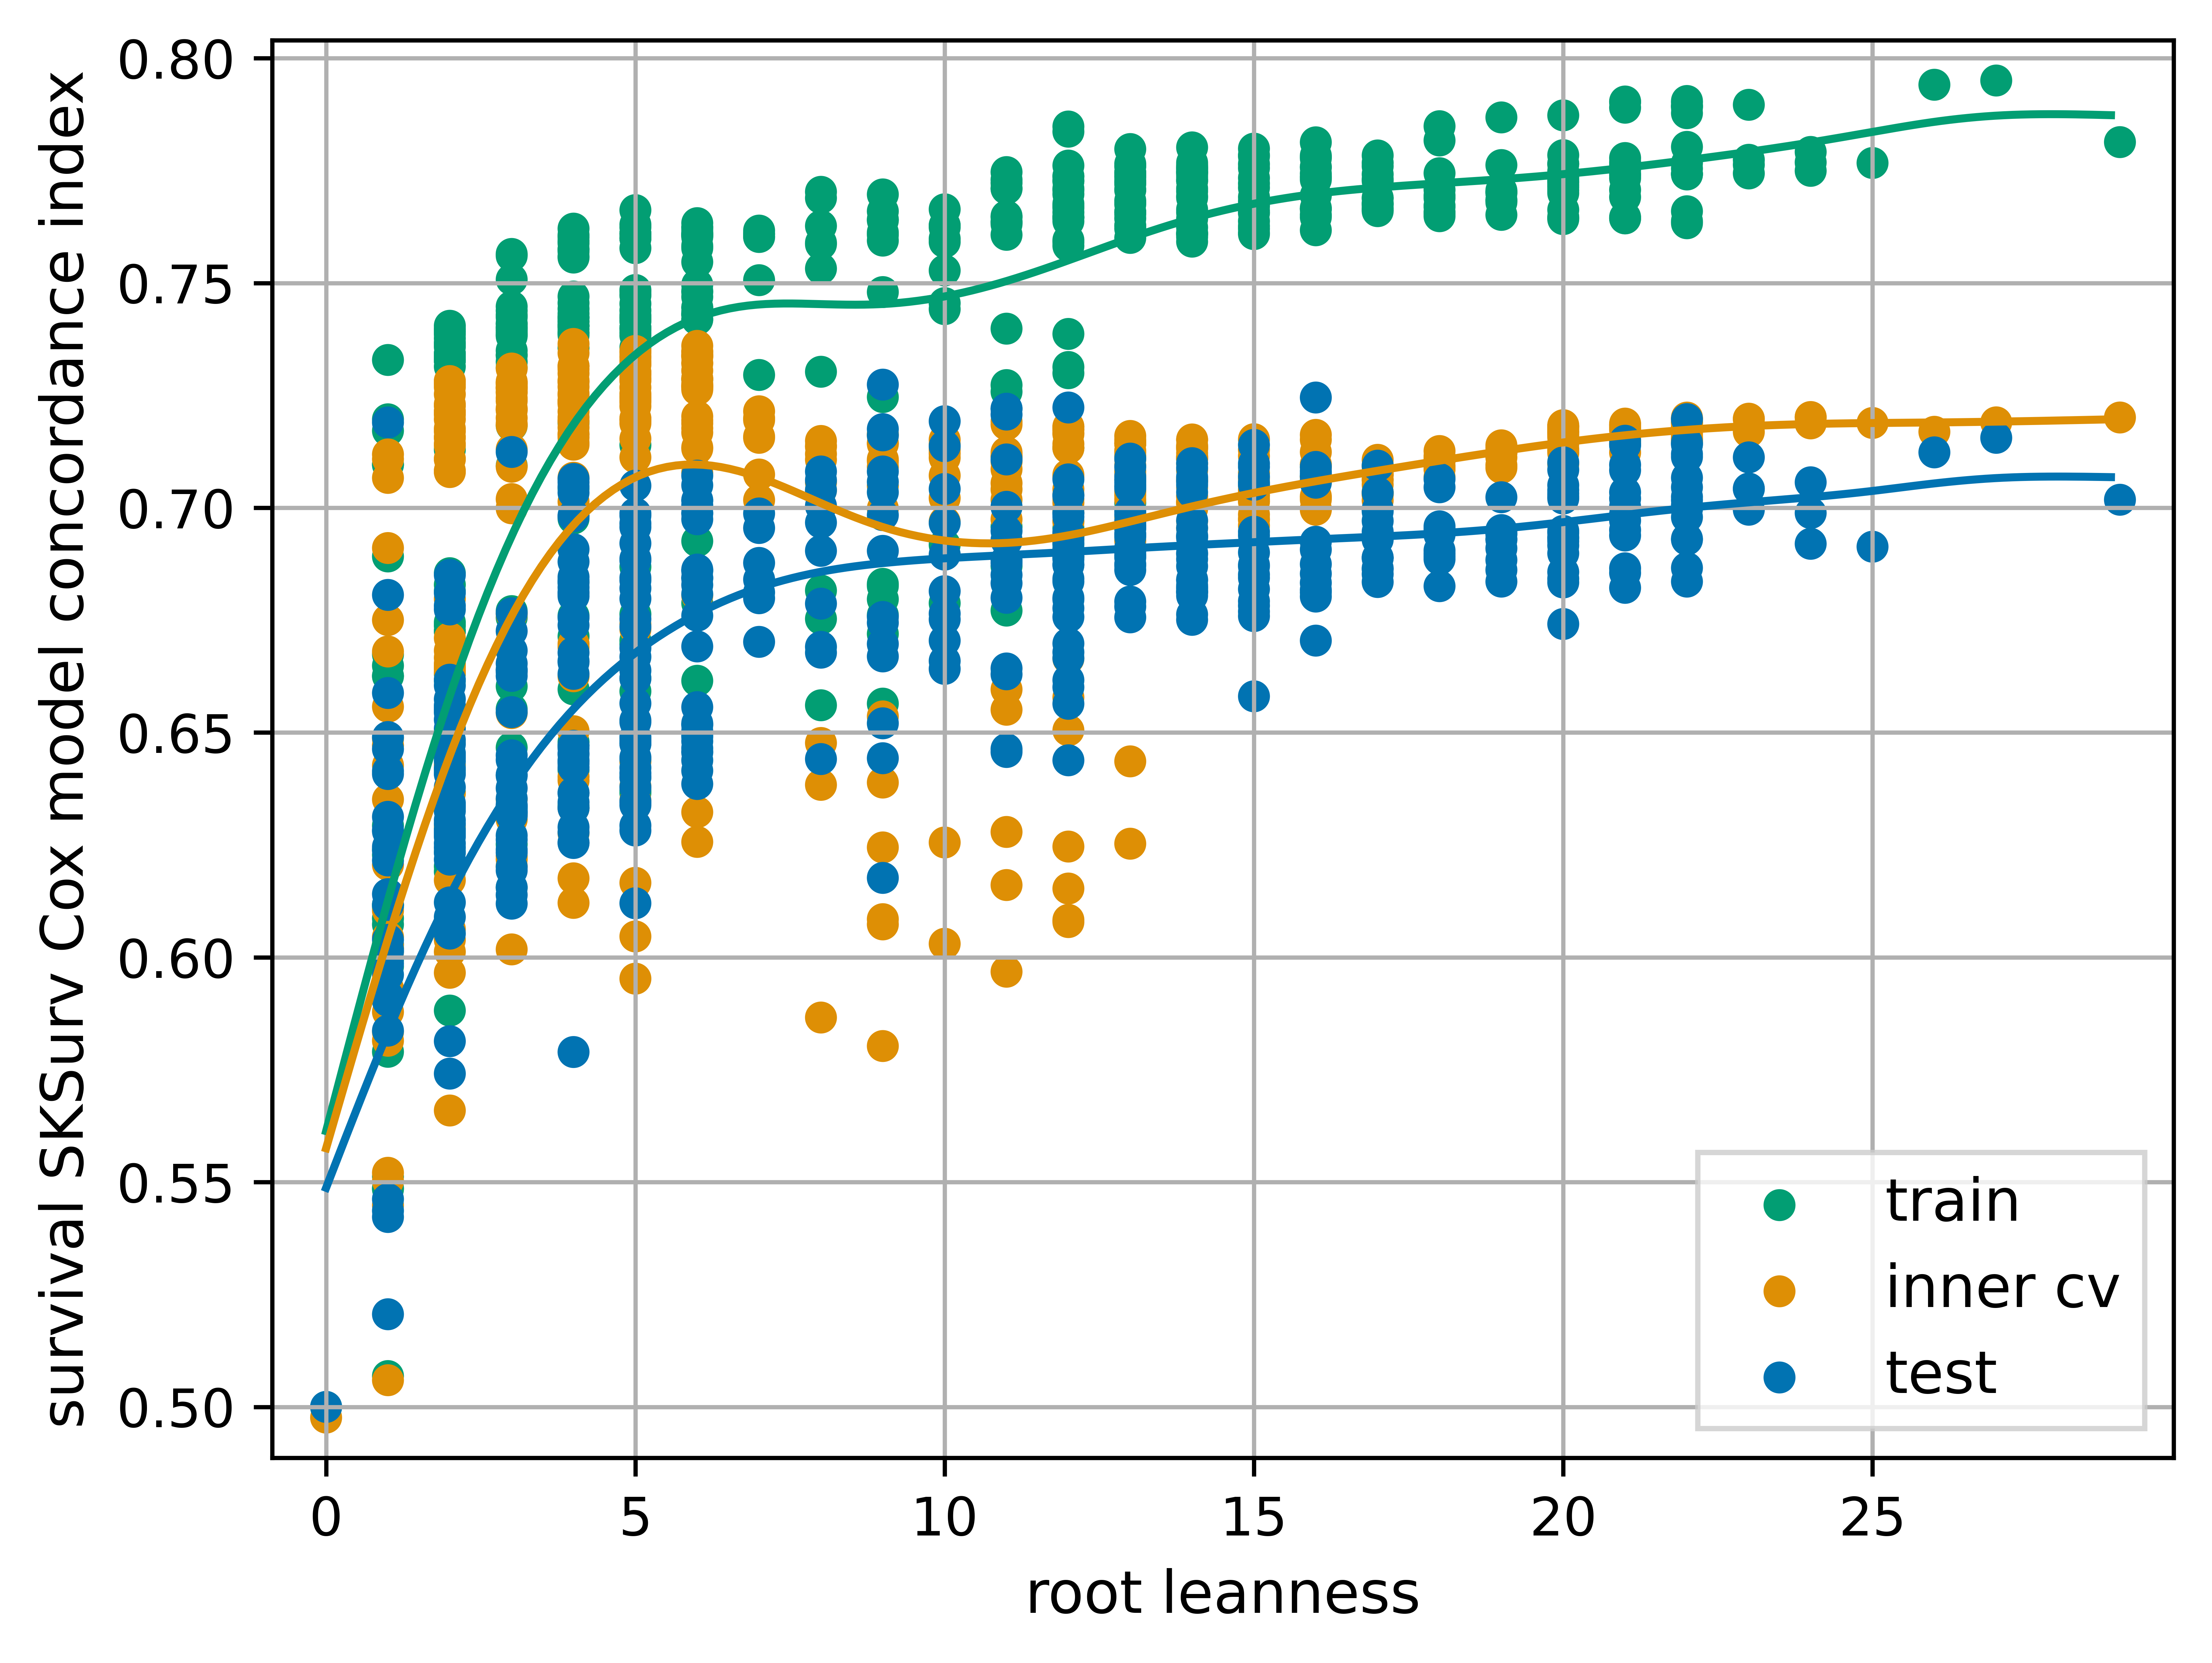 survival SKSurv Cox model concordance index
0.80
0.75
0.70
0.65
0.60
0.55
0.50
0 5 10 15 20 25
root leanness
train
inner cv
test